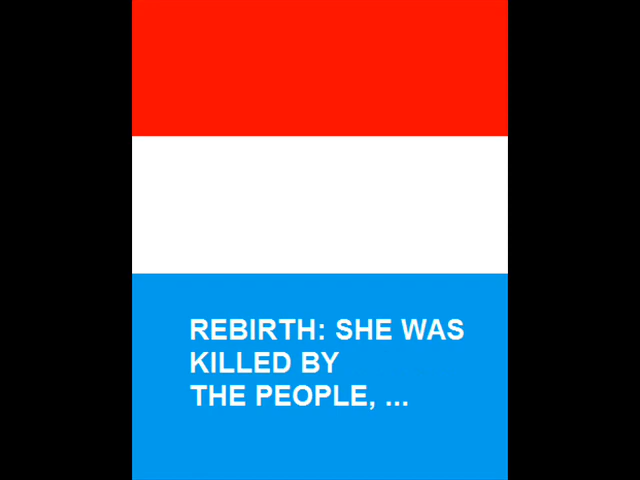 REBIRTH: SHE WAS
KILLED BY
THE PEOPLE, ...